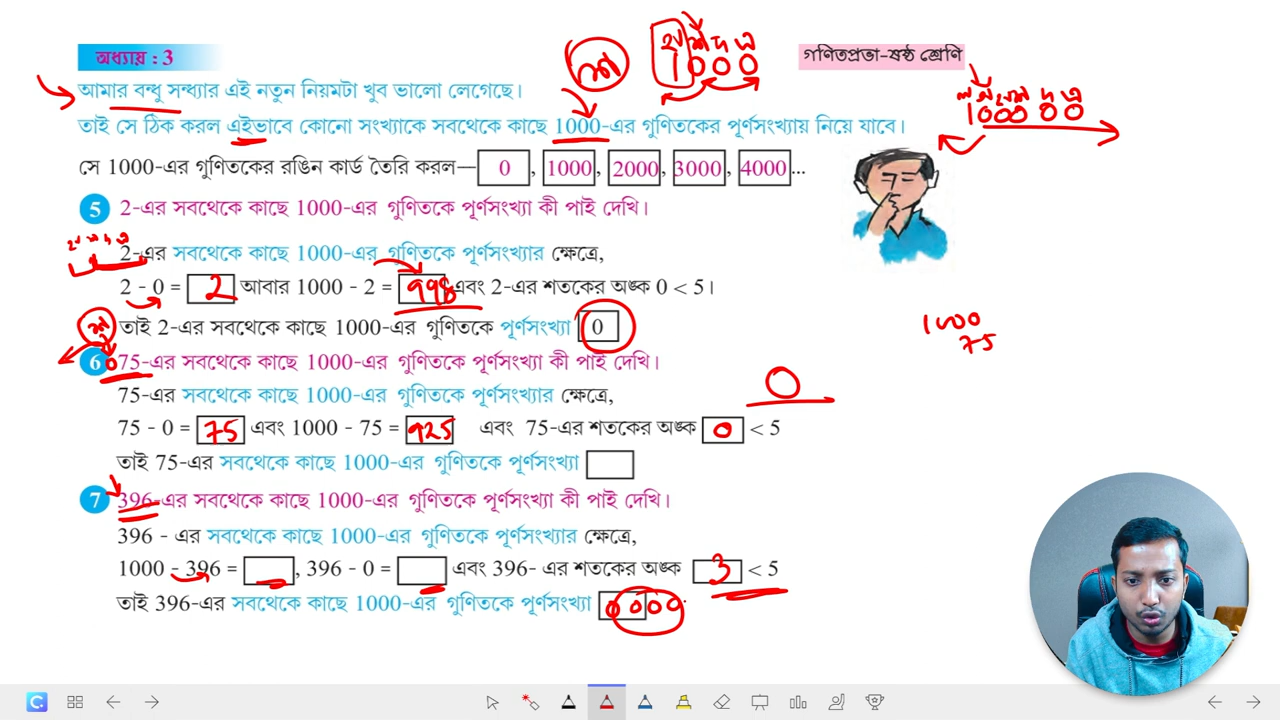 অধ্যায় : 3
গণিতপ্রভা-ষষ্ঠ শ্রেণি
1000
আমার বন্ধু সন্ধ্যার এই নতুন নিয়মটা খুব ভালো লেগেছে।
তাই সে ঠিক করল এইভাবে কোনো সংখ্যাকে সবথেকে কাছে 1000-এর গুণিতকের পূর্ণসংখ্যায় নিয়ে যাবে।
100000
সে 1000-এর গুণিতকের রঙিন কার্ড তৈরি করল— 0 , 1000 , 2000 , 3000 , 4000 ...
5 2-এর সবথেকে কাছে 1000-এর গুণিতকে পূর্ণসংখ্যা কী পাই দেখি।
2-এর সবথেকে কাছে 1000-এর গুণিতকে পূর্ণসংখ্যার ক্ষেত্রে,
2 - 0 = 2 আবার 1000 - 2 = 998 এবং 2-এর শতকের অঙ্ক 0 < 5।
তাই 2-এর সবথেকে কাছে 1000-এর গুণিতকে পূর্ণসংখ্যা 0
1000
75
6 075-এর সবথেকে কাছে 1000-এর গুণিতকে পূর্ণসংখ্যা কী পাই দেখি।
75-এর সবথেকে কাছে 1000-এর গুণিতকে পূর্ণসংখ্যার ক্ষেত্রে,
0
75 - 0 = 75 এবং 1000 - 75 = 925 এবং 75-এর শতকের অঙ্ক 0 < 5
তাই 75-এর সবথেকে কাছে 1000-এর গুণিতকে পূর্ণসংখ্যা
7 396-এর সবথেকে কাছে 1000-এর গুণিতকে পূর্ণসংখ্যা কী পাই দেখি।
396 - এর সবথেকে কাছে 1000-এর গুণিতকে পূর্ণসংখ্যার ক্ষেত্রে,
1000 - 396 = , 396 - 0 = এবং 396- এর শতকের অঙ্ক 3 < 5
তাই 396-এর সবথেকে কাছে 1000-এর গুণিতকে পূর্ণসংখ্যা 0000